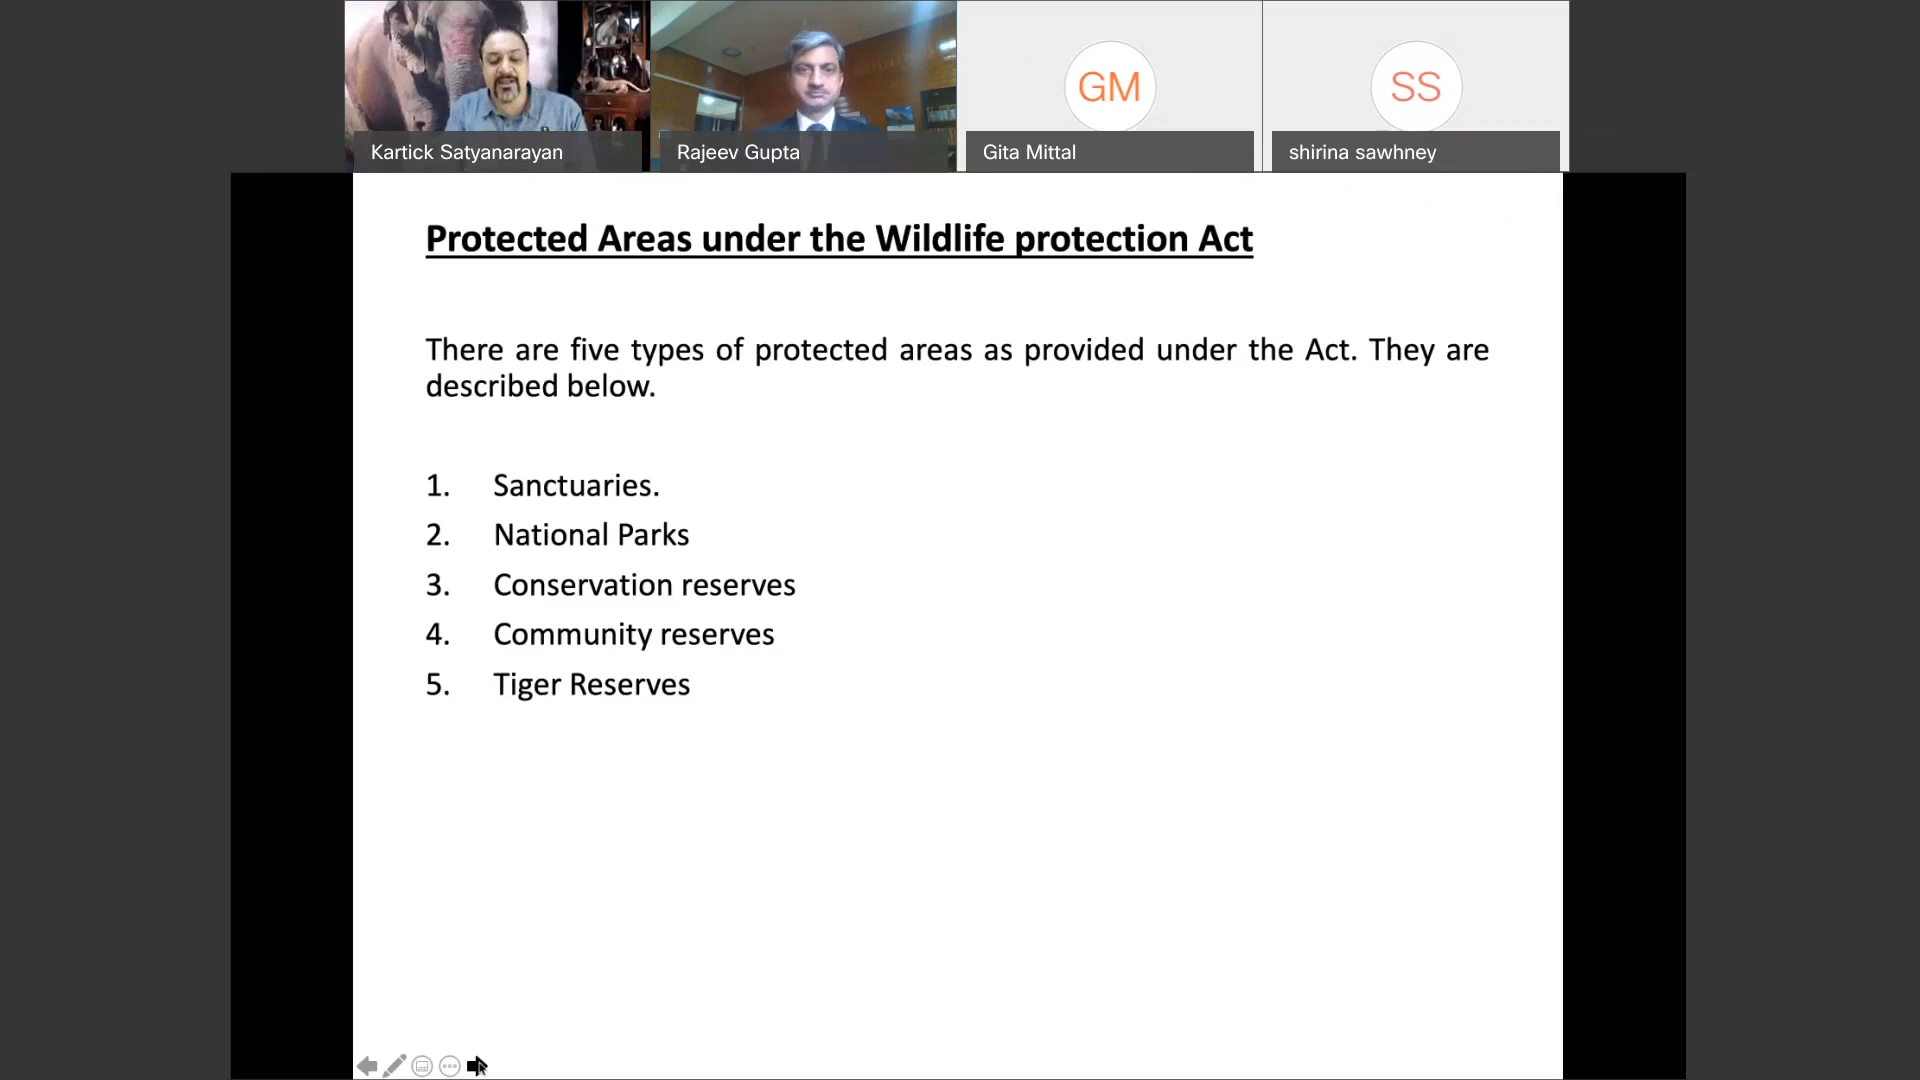 GM
SS
Kartick Satyanarayan
Rajeev Gupta
Gita Mittal
shirina sawhney
Protected Areas under the Wildlife protection Act
There are five types of protected areas as provided under the Act. They are
described below.
1. Sanctuaries.
2. National Parks
3. Conservation reserves
4. Community reserves
5. Tiger Reserves